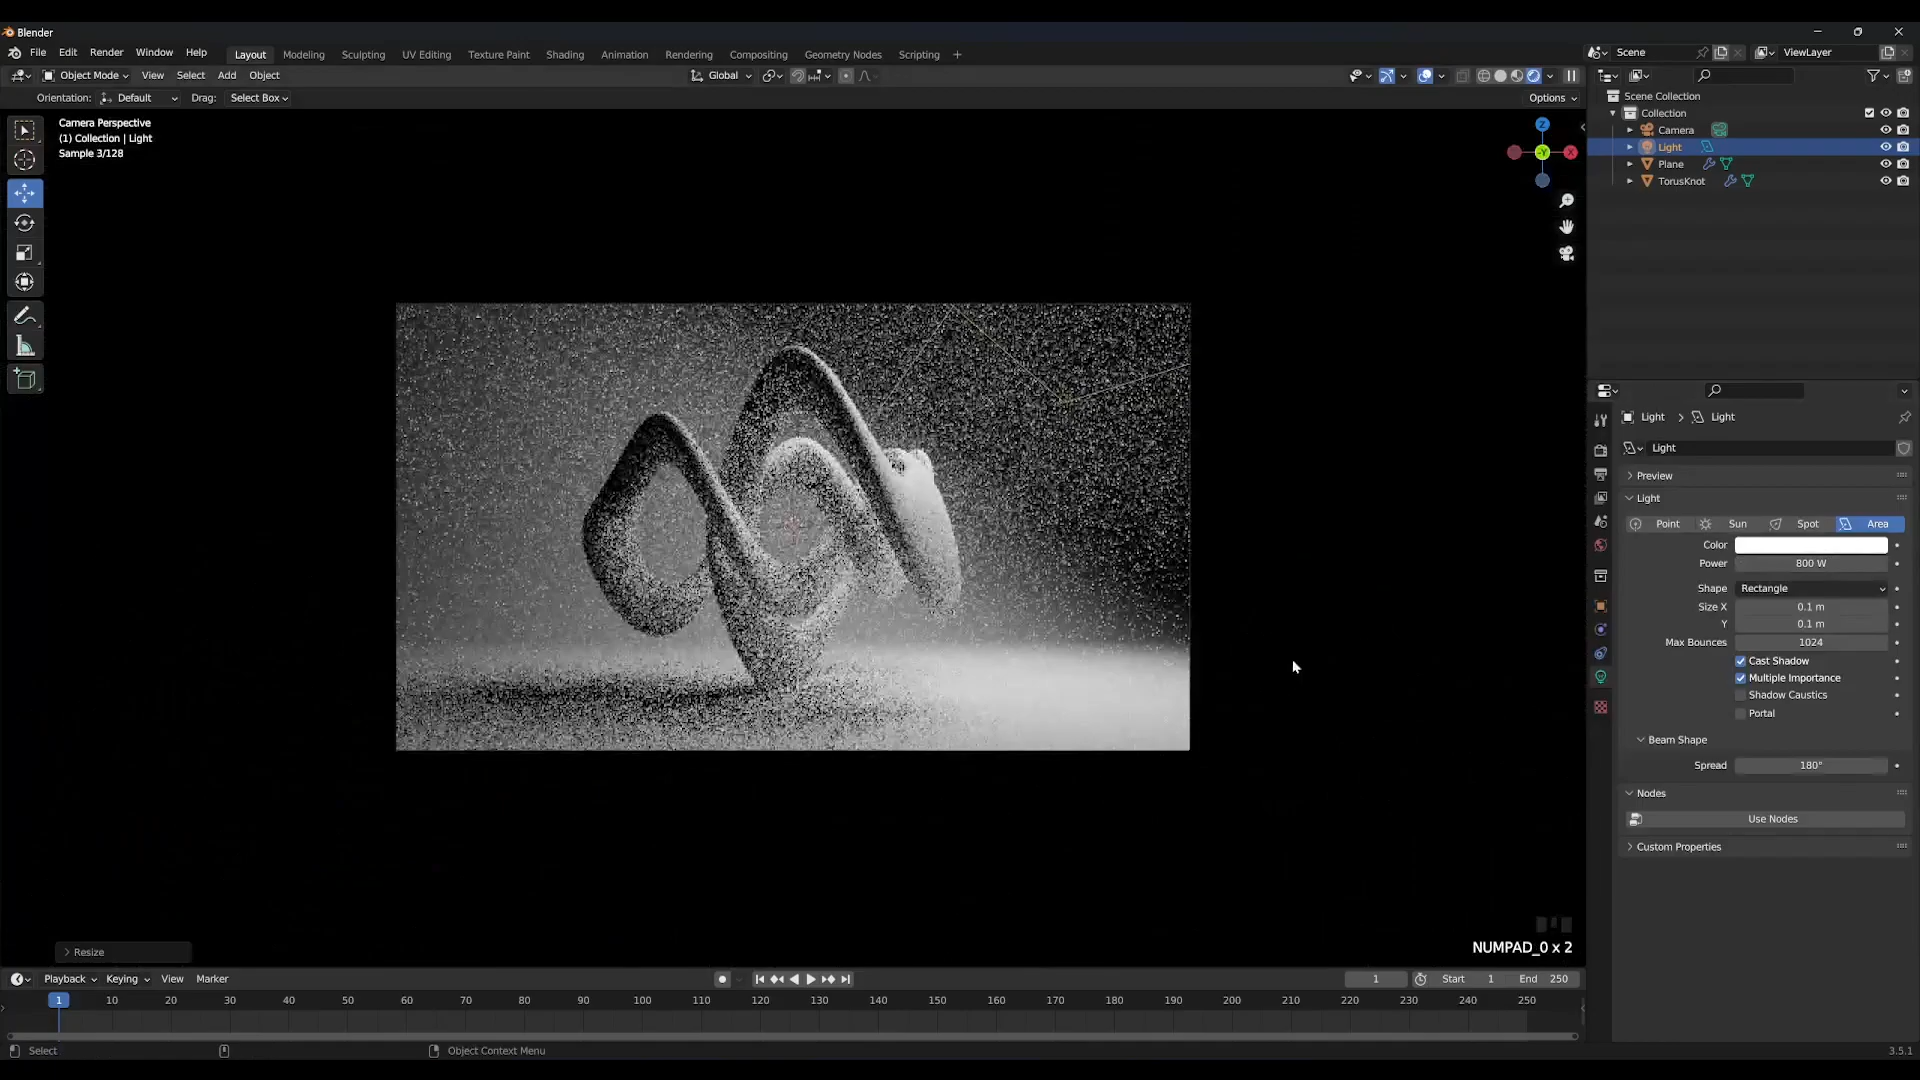 Blender
File Edit Render Window Help
Layout Modeling Sculpting UV Editing Texture Paint Shading Animation Rendering Compositing Geometry Nodes Scripting +
Scene
ViewLayer
Object Mode View Select Add Object
Global
Orientation: Default Drag: Select Box
Options
Camera Perspective
(1) Collection | Light
Sample 3/128
Z
-Y
X
Scene Collection
Collection
Camera
Light
Plane
TorusKnot
Light > Light
Light
Preview
Light
Point Sun Spot Area
Color
Power 800 W
Shape Rectangle
Size X 0.1 m
Y 0.1 m
Max Bounces 1024
Cast Shadow
Multiple Importance
Shadow Caustics
Portal
Beam Shape
Spread 180°
Nodes
Use Nodes
Custom Properties
Resize
NUMPAD_0 x 2
Playback Keying View Marker
1
Start 1 End 250
1 10 20 30 40 50 60 70 80 90 100 110 120 130 140 150 160 170 180 190 200 210 220 230 240 250
Select
Object Context Menu
3.5.1